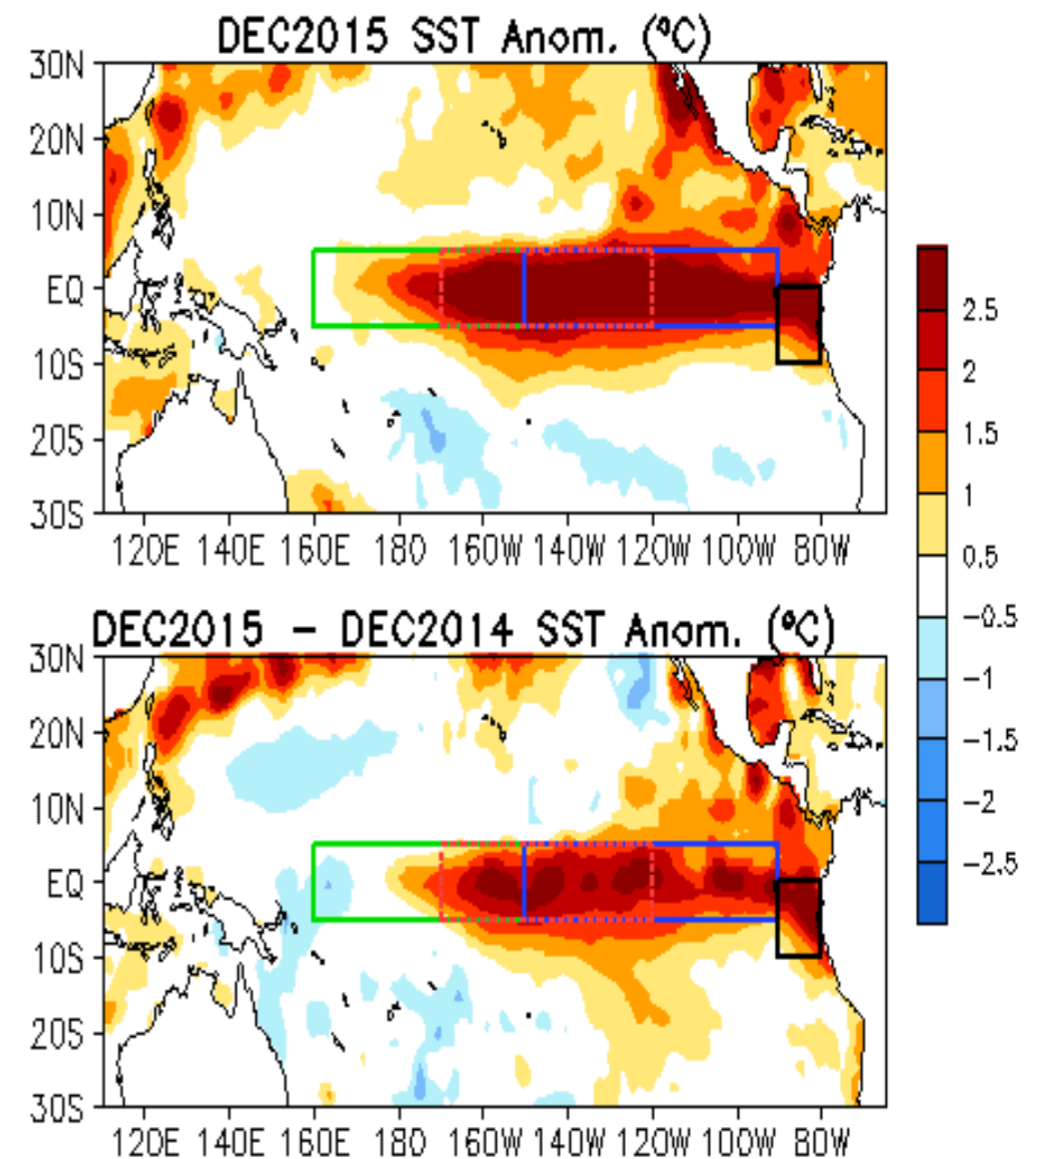 DEC2015 SST Anom. (ºC)
30N
20N
10N
EQ
10S
20S
30S
120E 140E 160E 180 160W 140W 120W 100W 80W
2.5
2
1.5
1
0.5
-0.5
-1
-1.5
-2
-2.5
DEC2015 - DEC2014 SST Anom. (ºC)
30N
20N
10N
EQ
10S
20S
30S
120E 140E 160E 180 160W 140W 120W 100W 80W